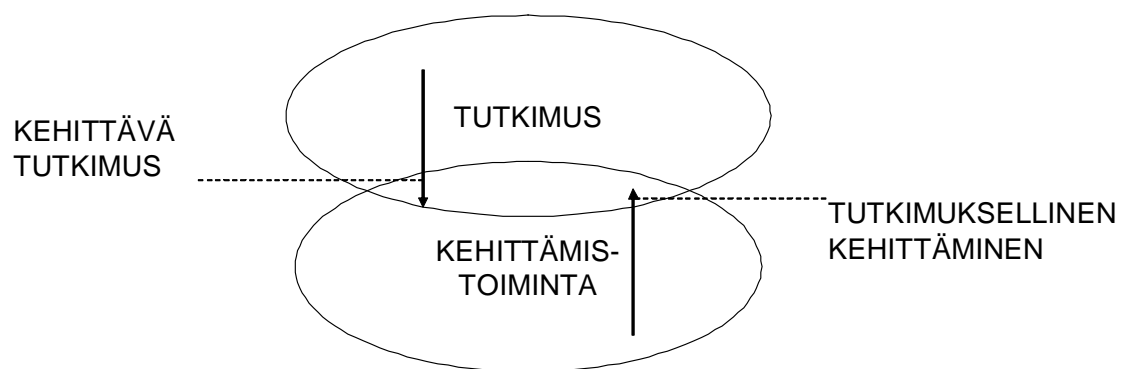 TUTKIMUS
KEHITTÄVÄ
TUTKIMUS
TUTKIMUKSELLINEN
KEHITTÄMINEN
KEHITTÄMIS-
TOIMINTA